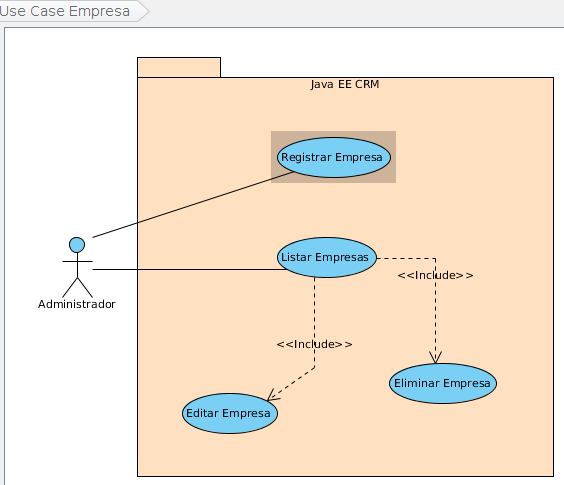 Use Case Empresa
Java EE CRM
Registrar Empresa
Listar Empresas
<<Include>>
Administrador
<<Include>>
Eliminar Empresa
Editar Empresa